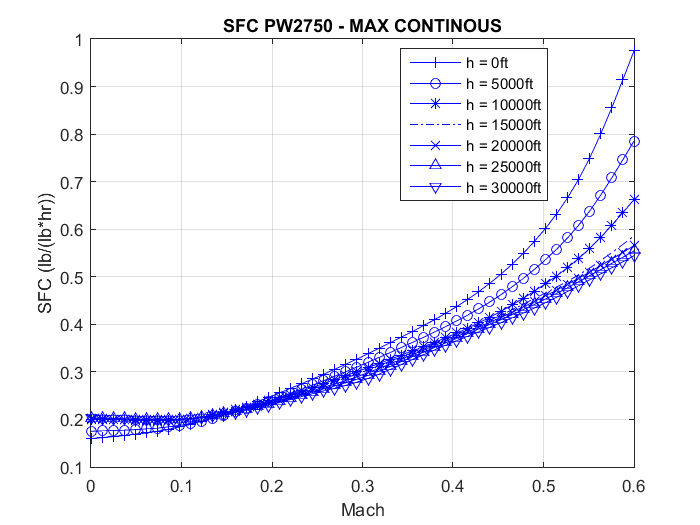 SFC PW2750 - MAX CONTINOUS
1
0.9
0.8
0.7
0.6
0.5
0.4
0.3
0.2
0.1
SFC (lb/(lb*hr))
h = 0ft
h = 5000ft
h = 10000ft
h = 15000ft
h = 20000ft
h = 25000ft
h = 30000ft
0 0.1 0.2 0.3 0.4 0.5 0.6
Mach